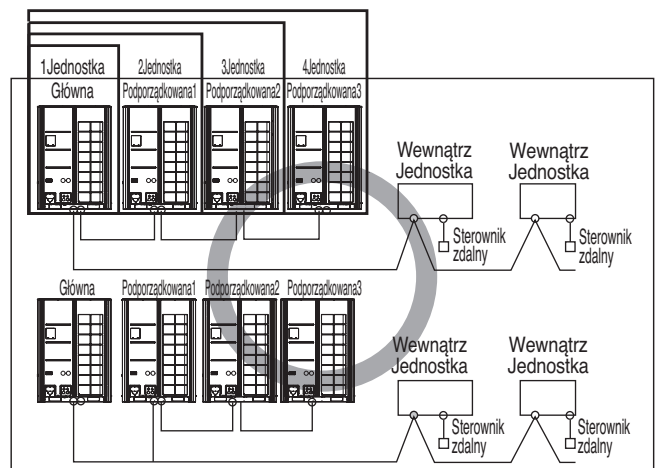 1Jednostka 2Jednostka 3Jednostka 4Jednostka
Główna Podporządkowana1 Podporządkowana2 Podporządkowana3
Wewnątrz Jednostka
Wewnątrz Jednostka
Sterownik zdalny
Sterownik zdalny
Główna Podporządkowana1 Podporządkowana2 Podporządkowana3
Wewnątrz Jednostka
Wewnątrz Jednostka
Sterownik zdalny
Sterownik zdalny